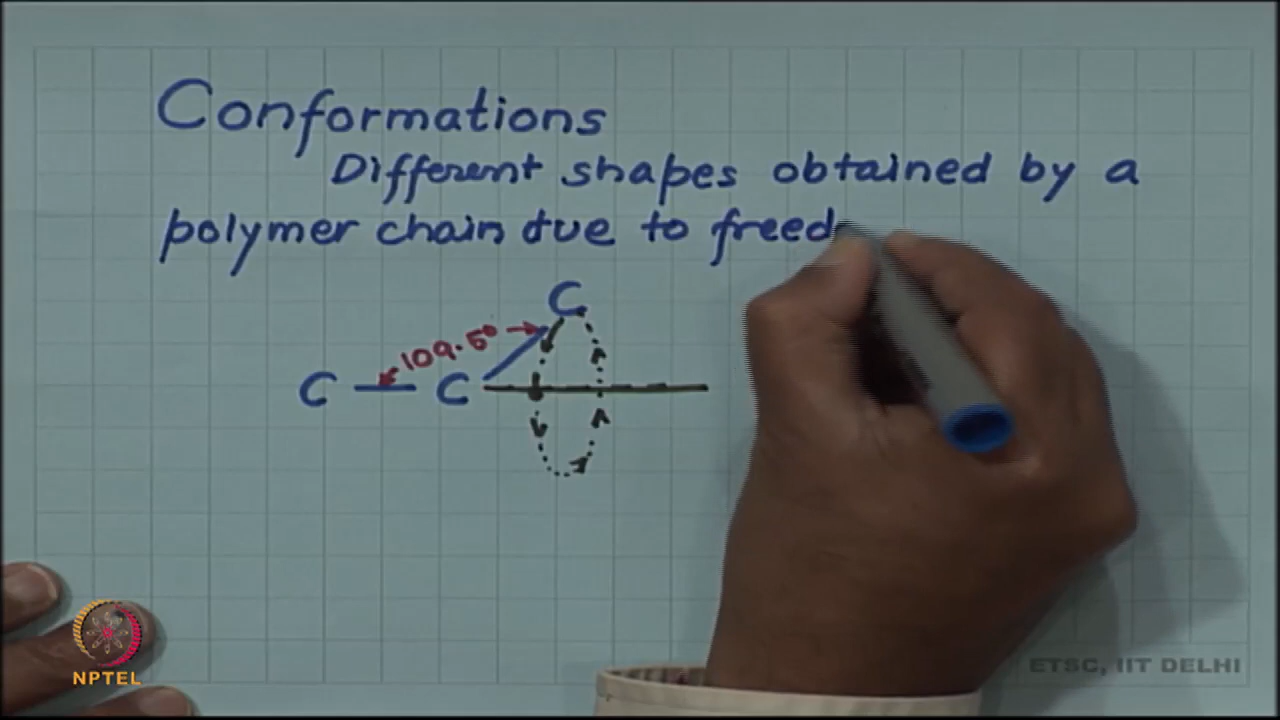 Conformations
Different shapes obtained by a
polymer chain due to freed
C
109.5°
C — C
NPTEL
ETSC, IIT DELHI